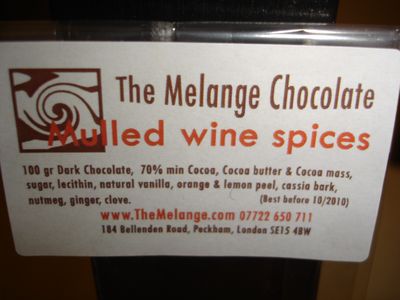 The Melange Chocolate
Mulled wine spices
100 gr Dark Chocolate, 70% min Cocoa, Cocoa butter & Cocoa mass,
sugar, lecithin, natural vanilla, orange & lemon peel, cassia bark,
nutmeg, ginger, clove. (Best before 10/2010)
www.TheMelange.com 07722 650 711
184 Bellenden Road, Peckham, London SE15 4BW